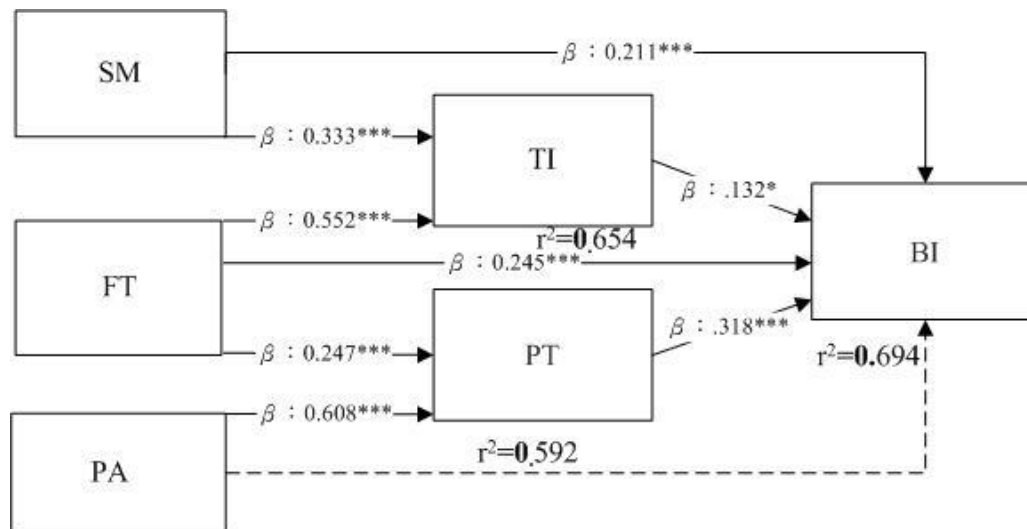 SM
β：0.211***
β：0.333***
TI
β：.132*
β：0.552***
r²=0.654
BI
FT
β：0.245***
β：.318***
β：0.247***
PT
r²=0.694
β：0.608***
r²=0.592
PA